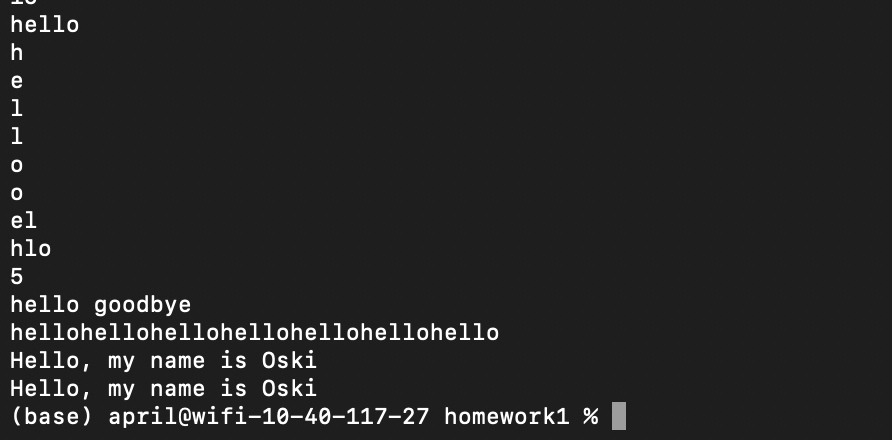 hello
h
e
l
l
o
o
el
hlo
5
hello goodbye
hellohellohellohellohellohellohello
Hello, my name is Oski
Hello, my name is Oski
(base) april@wifi-10-40-117-27 homework1 %